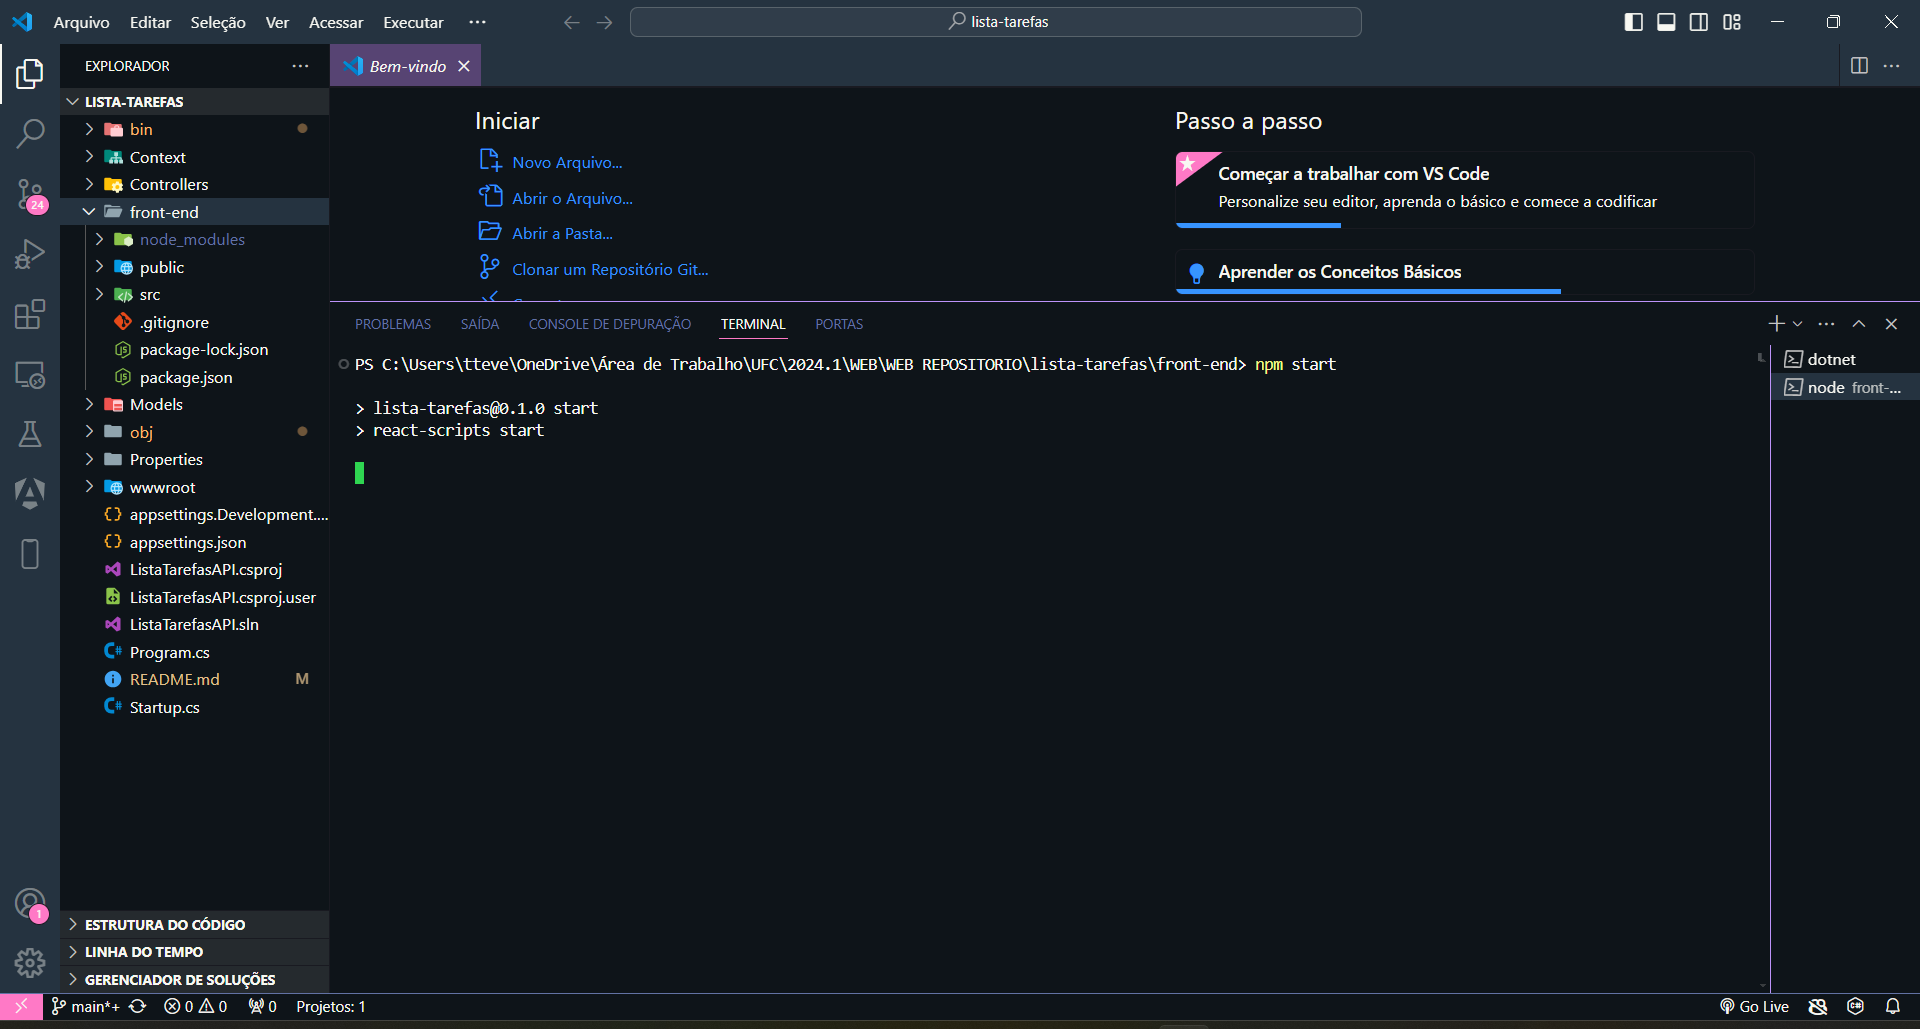 Arquivo Editar Seleção Ver Acessar Executar ···
lista-tarefas
EXPLORADOR
LISTA-TAREFAS
bin
Context
Controllers
front-end
node_modules
public
src
.gitignore
package-lock.json
package.json
Models
obj
Properties
wwwroot
appsettings.Development....
appsettings.json
ListaTarefasAPI.csproj
ListaTarefasAPI.csproj.user
ListaTarefasAPI.sln
Program.cs
README.md M
Startup.cs
24
1
ESTRUTURA DO CÓDIGO
LINHA DO TEMPO
GERENCIADOR DE SOLUÇÕES
Bem-vindo
Iniciar
Novo Arquivo...
Abrir o Arquivo...
Abrir a Pasta...
Clonar um Repositório Git...
Passo a passo
Começar a trabalhar com VS Code
Personalize seu editor, aprenda o básico e comece a codificar
Aprender os Conceitos Básicos
PROBLEMAS SAÍDA CONSOLE DE DEPURAÇÃO TERMINAL PORTAS
PS C:\Users\tteve\OneDrive\Área de Trabalho\UFC\2024.1\WEB\WEB REPOSITORIO\lista-tarefas\front-end> npm start
> lista-tarefas@0.1.0 start
> react-scripts start
dotnet
node front-...
main*+ 0 0 0 Projetos: 1
Go Live